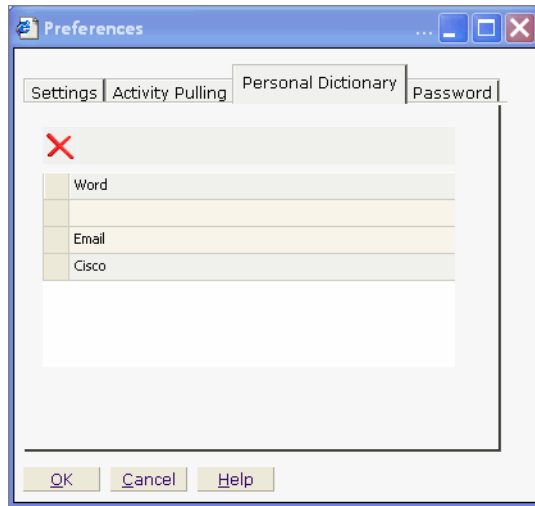 Preferences ...
Settings Activity Pulling Personal Dictionary Password
Word
Email
Cisco
OK Cancel Help